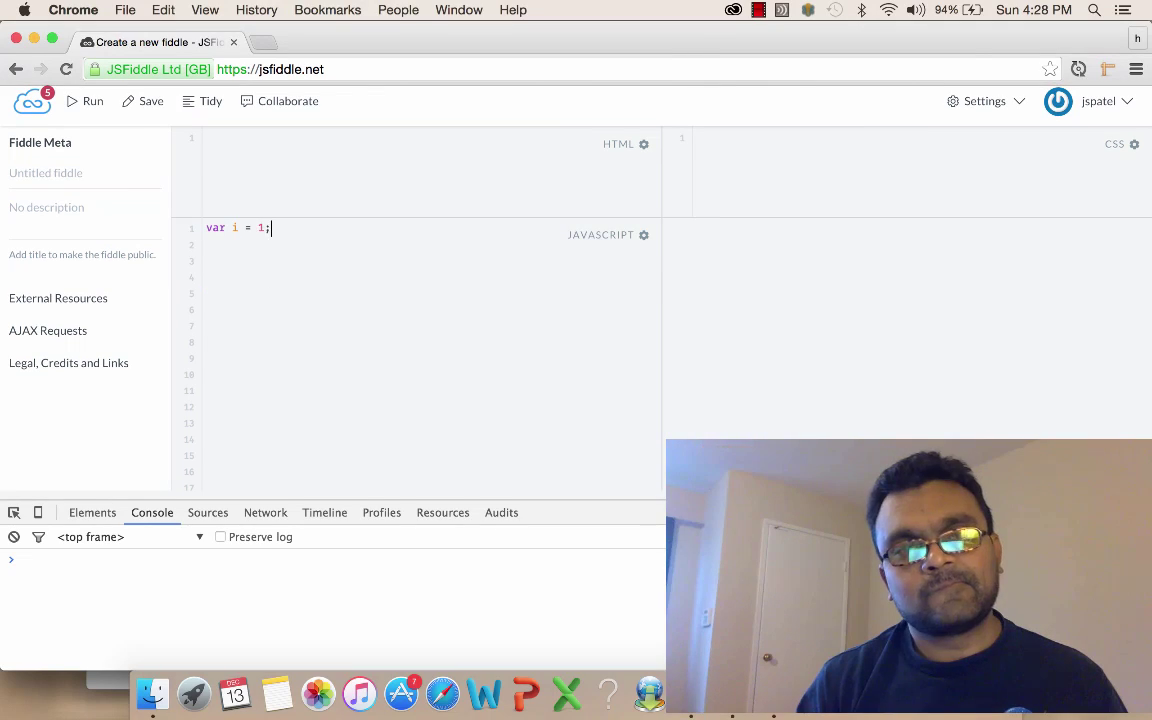 Chrome File Edit View History Bookmarks People Window Help 94% Sun 4:28 PM
Create a new fiddle - JSFid h
JSFiddle Ltd [GB] https://jsfiddle.net
5 Run Save Tidy Collaborate Settings jspatel
Fiddle Meta
1 HTML 1 CSS
Untitled fiddle
No description
1 var i = 1; JAVASCRIPT
2
Add title to make the fiddle public.
3
4
External Resources
5
6
AJAX Requests
7
8
Legal, Credits and Links
9
10
11
12
13
14
15
16
17
Elements Console Sources Network Timeline Profiles Resources Audits
<top frame> Preserve log
>
DEC
13
7
W P X ?